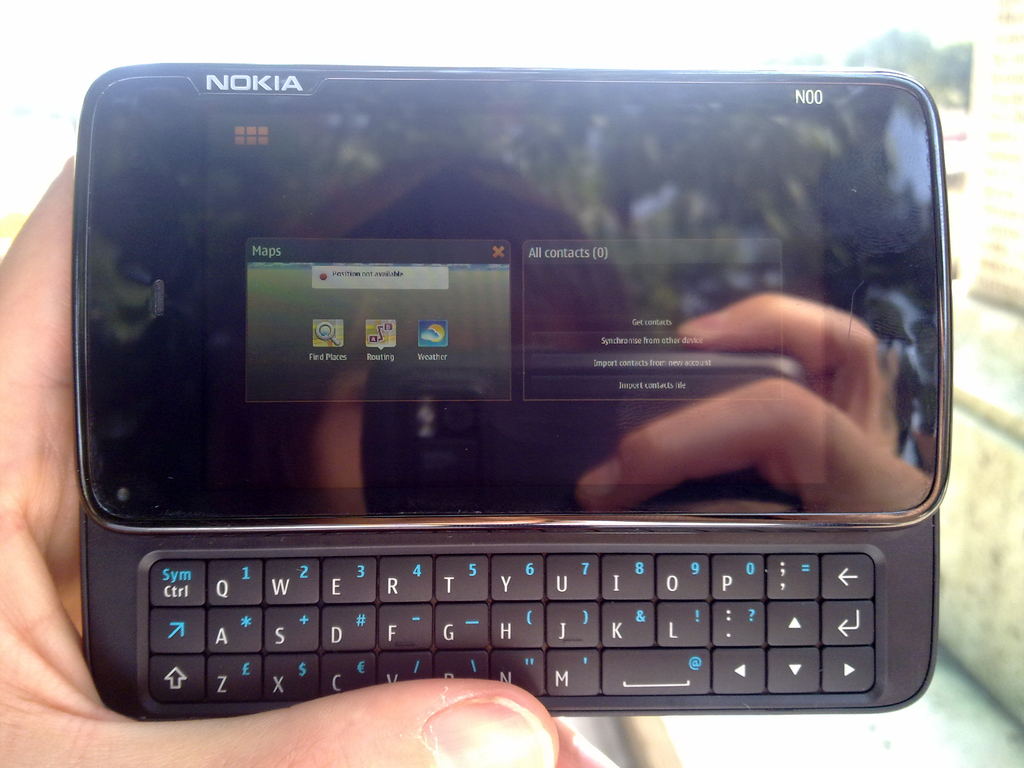 NOKIA
N00
Maps
Position not available
Find Places Routing Weather
All contacts (0)
Get contacts
Synchronise from other device
Import contacts from new account
Import contacts file
Sym 1 2 3 4 5 6 7 8 9 0 ; =
Ctrl Q W E R T Y U I O P , ←
↗ A * S + D # F - G _ H ( J ) K & L ! : . ? ▲ ↵
⇧ Z £ X $ C € V / B \ N " M ' @ ◀ ▼ ▶